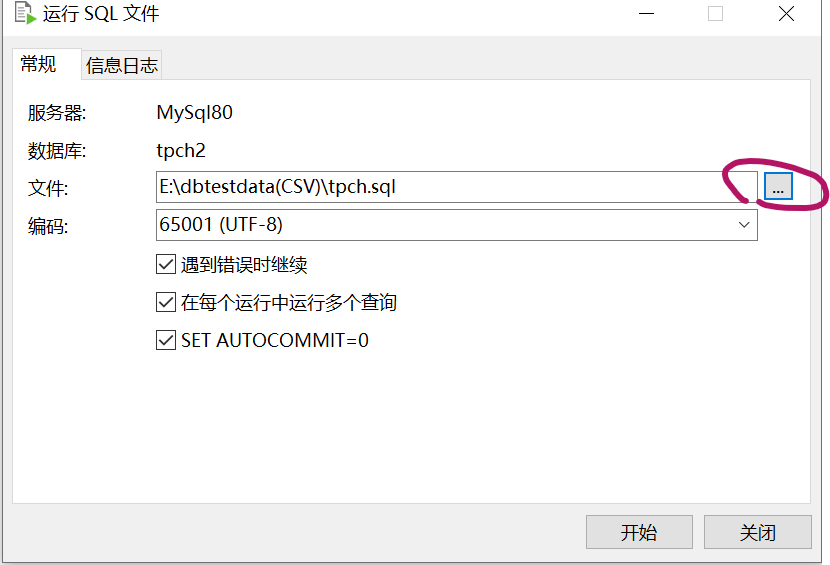 运行 SQL 文件
常规
信息日志
服务器:
MySql80
数据库:
tpch2
文件:
E:\dbtestdata(CSV)\tpch.sql
...
编码:
65001 (UTF-8)
遇到错误时继续
在每个运行中运行多个查询
SET AUTOCOMMIT=0
开始
关闭